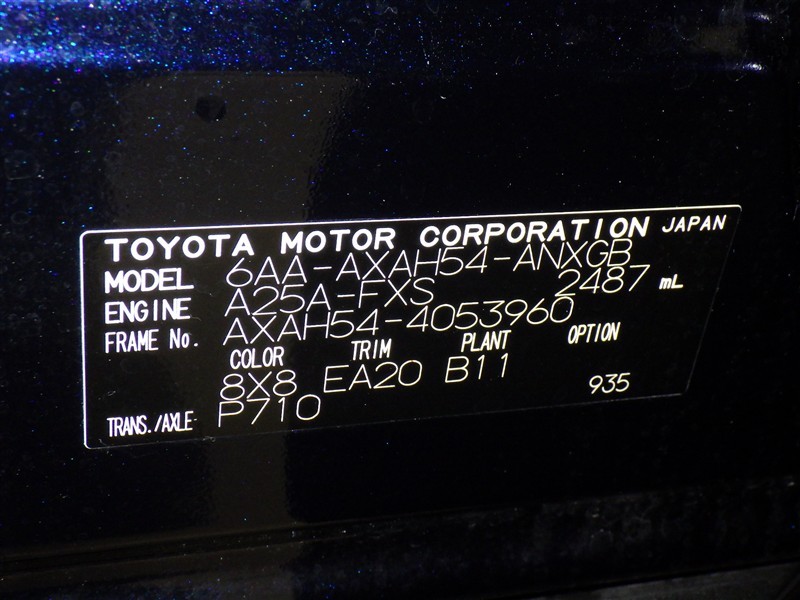 TOYOTA MOTOR CORPORATION JAPAN
MODEL 6AA-AXAH54-ANXGB
ENGINE A25A-FXS 2487 mL
FRAME No. AXAH54-4053960
COLOR TRIM PLANT OPTION
8X8 EA20 B11 935
TRANS./AXLE P710